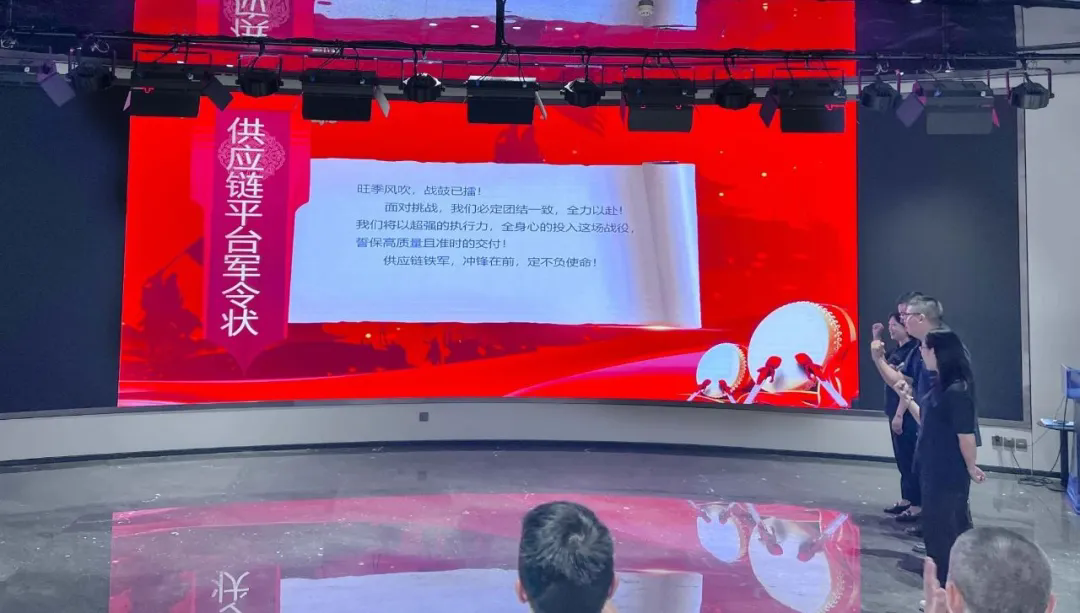 供应链平台军令状
旺季风吹，战鼓已擂！
面对挑战，我们必定团结一致，全力以赴！
我们将以超强的执行力，全身心的投入这场战役，
誓保高质量且准时的交付！
供应链铁军，冲锋在前，定不负使命！